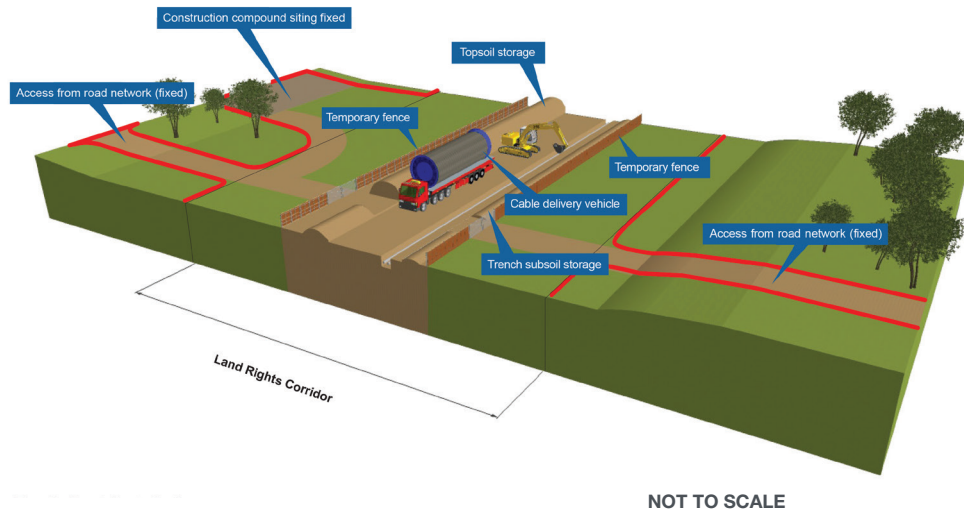 Construction compound siting fixed
Topsoil storage
Access from road network (fixed)
Temporary fence
Temporary fence
Cable delivery vehicle
Access from road network (fixed)
Trench subsoil storage
Land Rights Corridor
NOT TO SCALE